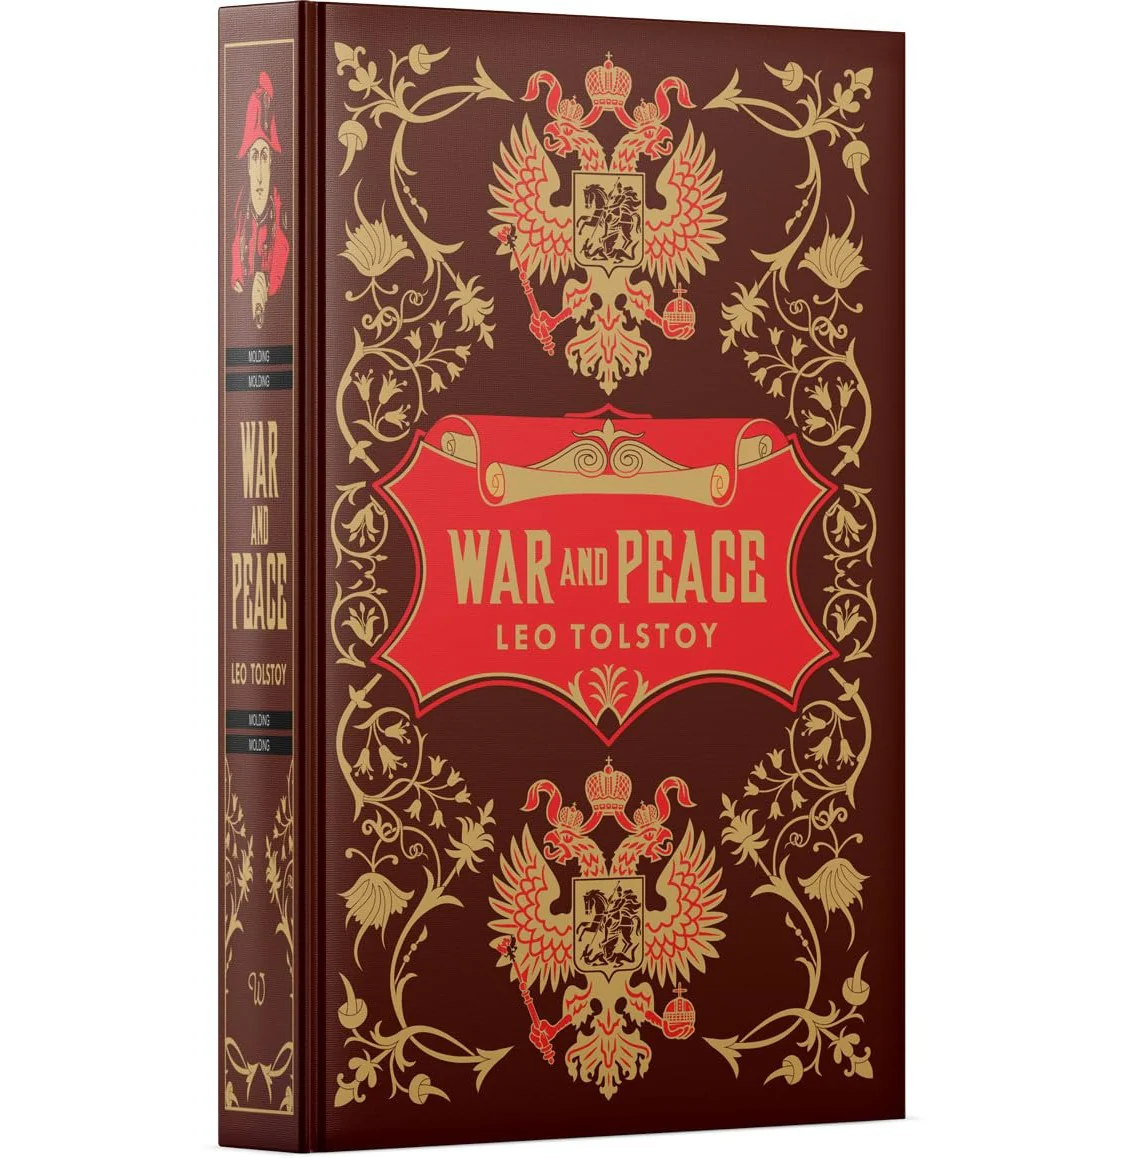 MOLDING
MOLDING
WAR
AND
PEACE
LEO TOLSTOY
MOLDING
MOLDING
W
WAR AND PEACE
LEO TOLSTOY